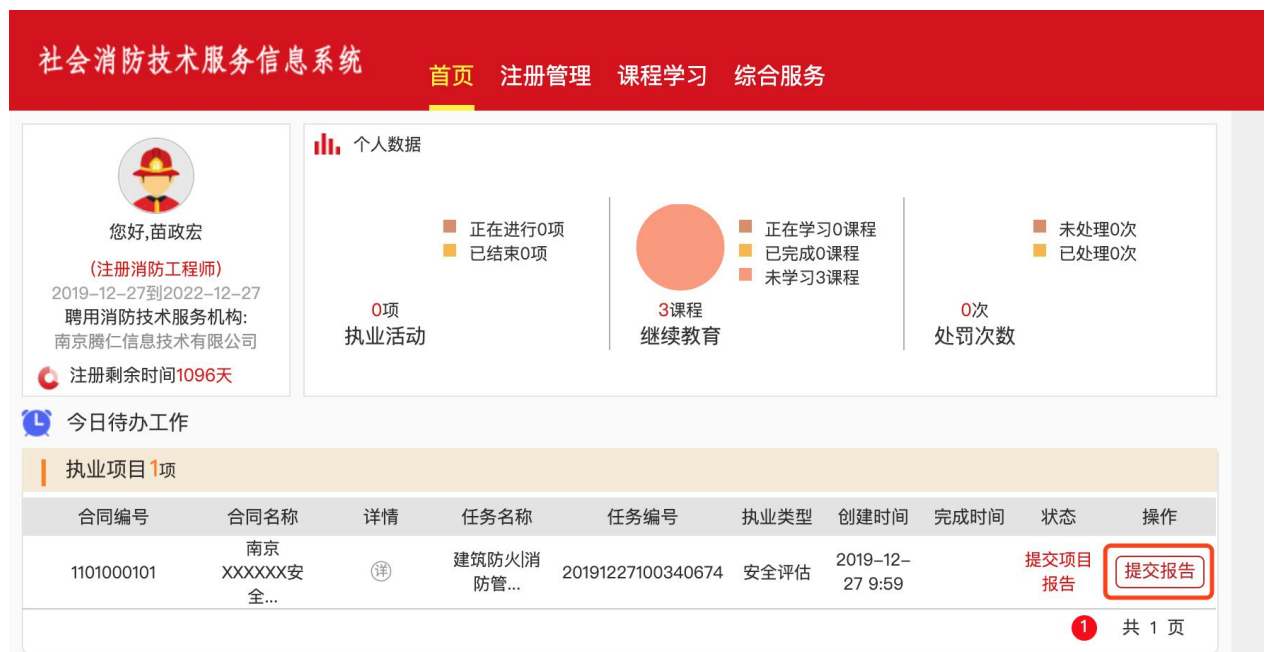 社会消防技术服务信息系统
首页 注册管理 课程学习 综合服务
您好,苗政宏
(注册消防工程师)
2019-12-27到2022-12-27
聘用消防技术服务机构:
南京腾仁信息技术有限公司
注册剩余时间1096天
个人数据
正在进行0项
已结束0项
0项
执业活动
正在学习0课程
已完成0课程
未学习3课程
3课程
继续教育
未处理0次
已处理0次
0次
处罚次数
今日待办工作
执业项目1项
合同编号 合同名称 详情 任务名称 任务编号 执业类型 创建时间 完成时间 状态 操作
1101000101 南京 XXXXXX安 全... 详 建筑防火|消 防管... 20191227100340674 安全评估 2019-12- 27 9:59 提交项目 报告 提交报告
1 共 1 页